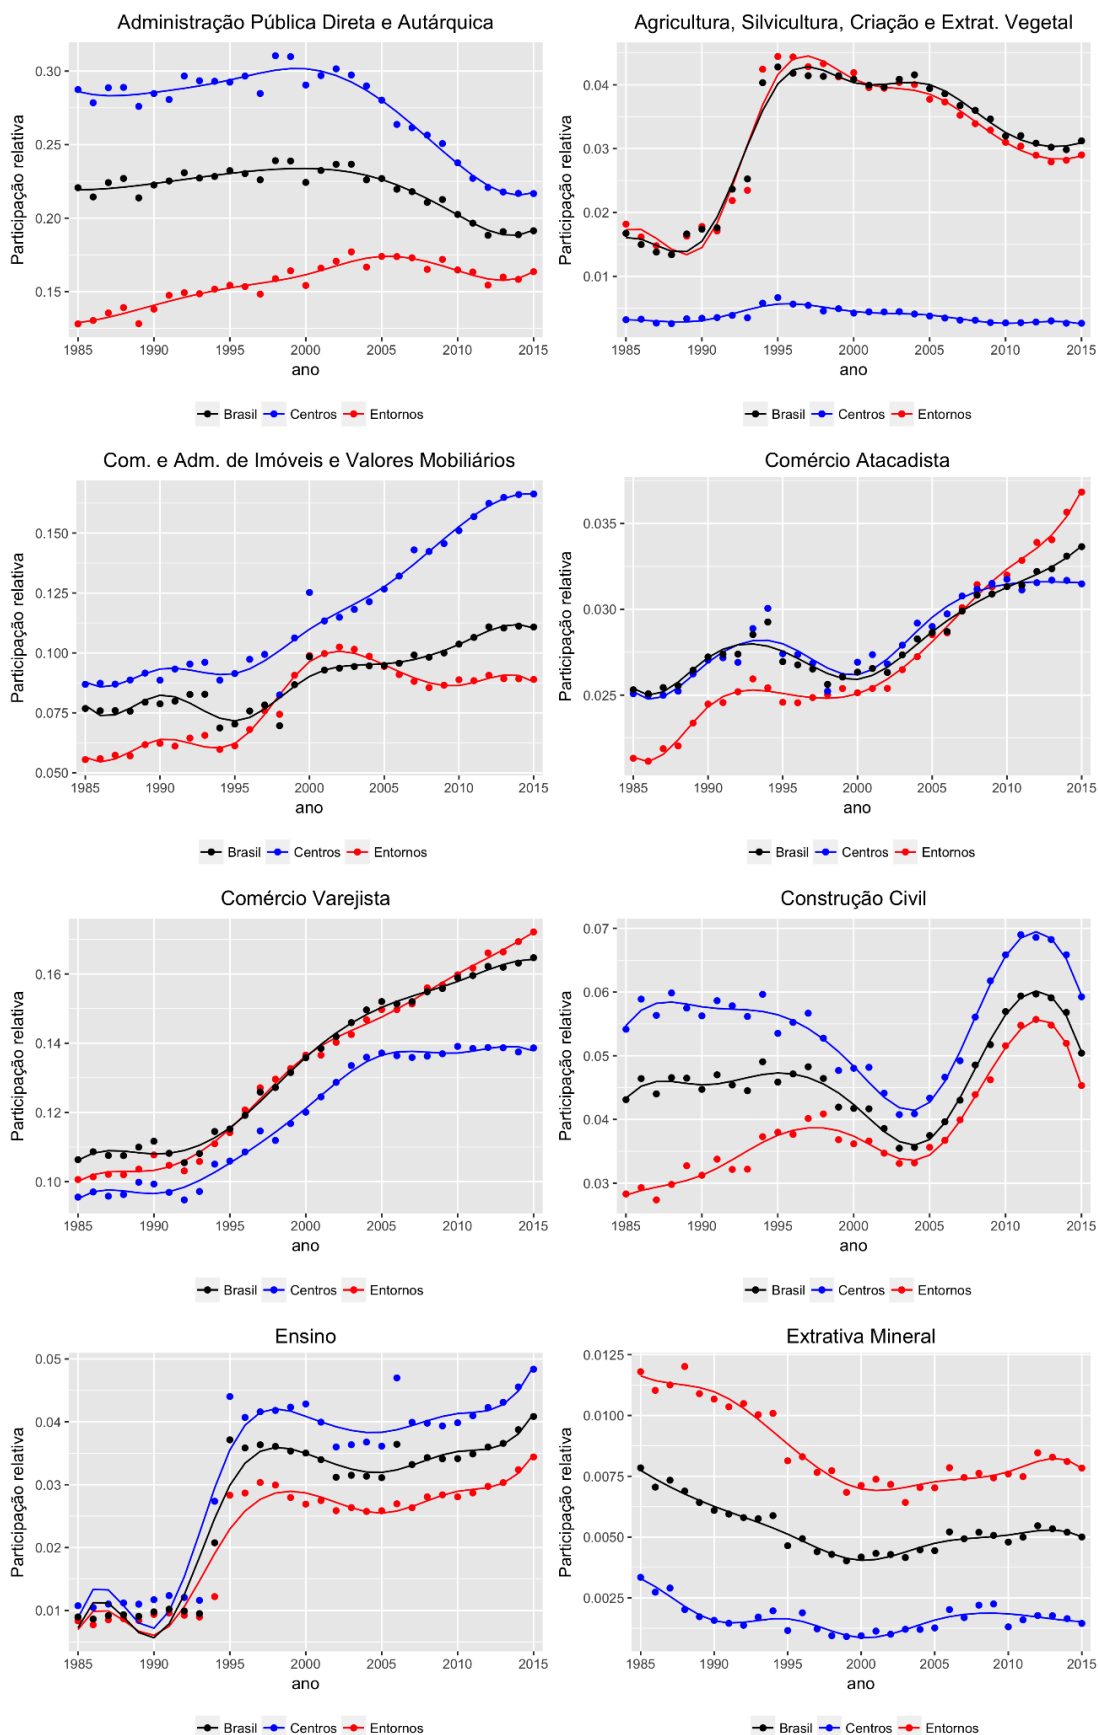 Administração Pública Direta e Autárquica
Participação relativa
0.30
0.25
0.20
0.15
1985 1990 1995 2000 2005 2010 2015
ano
Brasil Centros Entornos
Agricultura, Silvicultura, Criação e Extrat. Vegetal
Participação relativa
0.04
0.03
0.02
0.01
1985 1990 1995 2000 2005 2010 2015
ano
Brasil Centros Entornos
Com. e Adm. de Imóveis e Valores Mobiliários
Participação relativa
0.150
0.125
0.100
0.075
0.050
1985 1990 1995 2000 2005 2010 2015
ano
Brasil Centros Entornos
Comércio Atacadista
Participação relativa
0.035
0.030
0.025
1985 1990 1995 2000 2005 2010 2015
ano
Brasil Centros Entornos
Comércio Varejista
Participação relativa
0.16
0.14
0.12
0.10
1985 1990 1995 2000 2005 2010 2015
ano
Brasil Centros Entornos
Construção Civil
Participação relativa
0.07
0.06
0.05
0.04
0.03
1985 1990 1995 2000 2005 2010 2015
ano
Brasil Centros Entornos
Ensino
Participação relativa
0.05
0.04
0.03
0.02
0.01
1985 1990 1995 2000 2005 2010 2015
ano
Brasil Centros Entornos
Extrativa Mineral
Participação relativa
0.0125
0.0100
0.0075
0.0050
0.0025
1985 1990 1995 2000 2005 2010 2015
ano
Brasil Centros Entornos